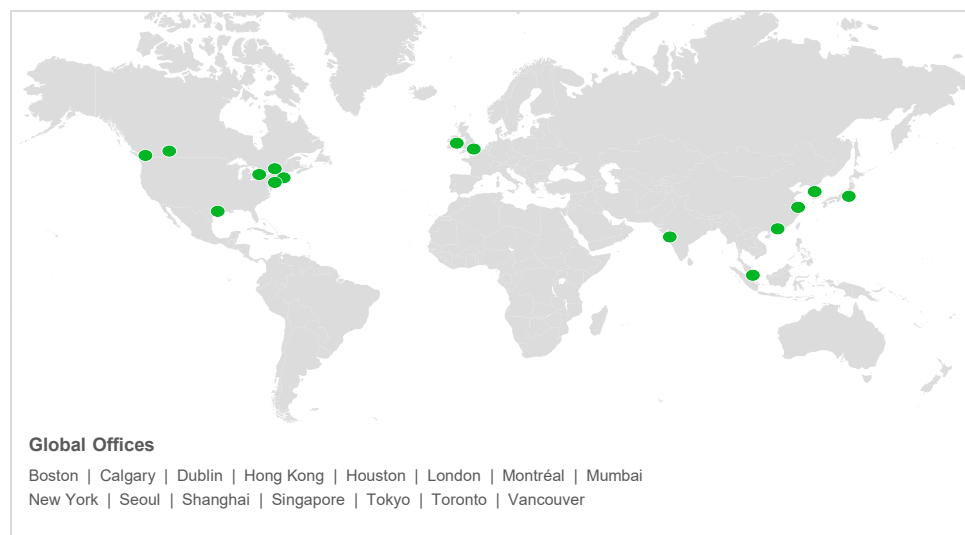 Global Offices
Boston | Calgary | Dublin | Hong Kong | Houston | London | Montréal | Mumbai
New York | Seoul | Shanghai | Singapore | Tokyo | Toronto | Vancouver